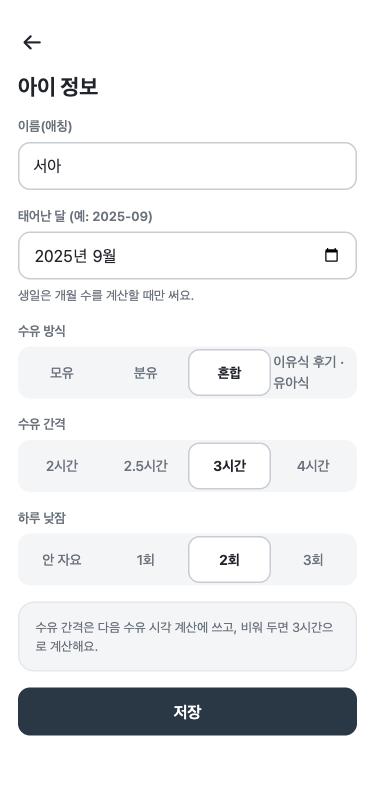 아이 정보
이름(애칭)
서아
태어난 달 (예: 2025-09)
2025년 9월
생일은 개월 수를 계산할 때만 써요.
수유 방식
모유 분유 혼합 이유식 후기 · 유아식
수유 간격
2시간 2.5시간 3시간 4시간
하루 낮잠
안 자요 1회 2회 3회
수유 간격은 다음 수유 시각 계산에 쓰고, 비워 두면 3시간으
로 계산해요.
저장